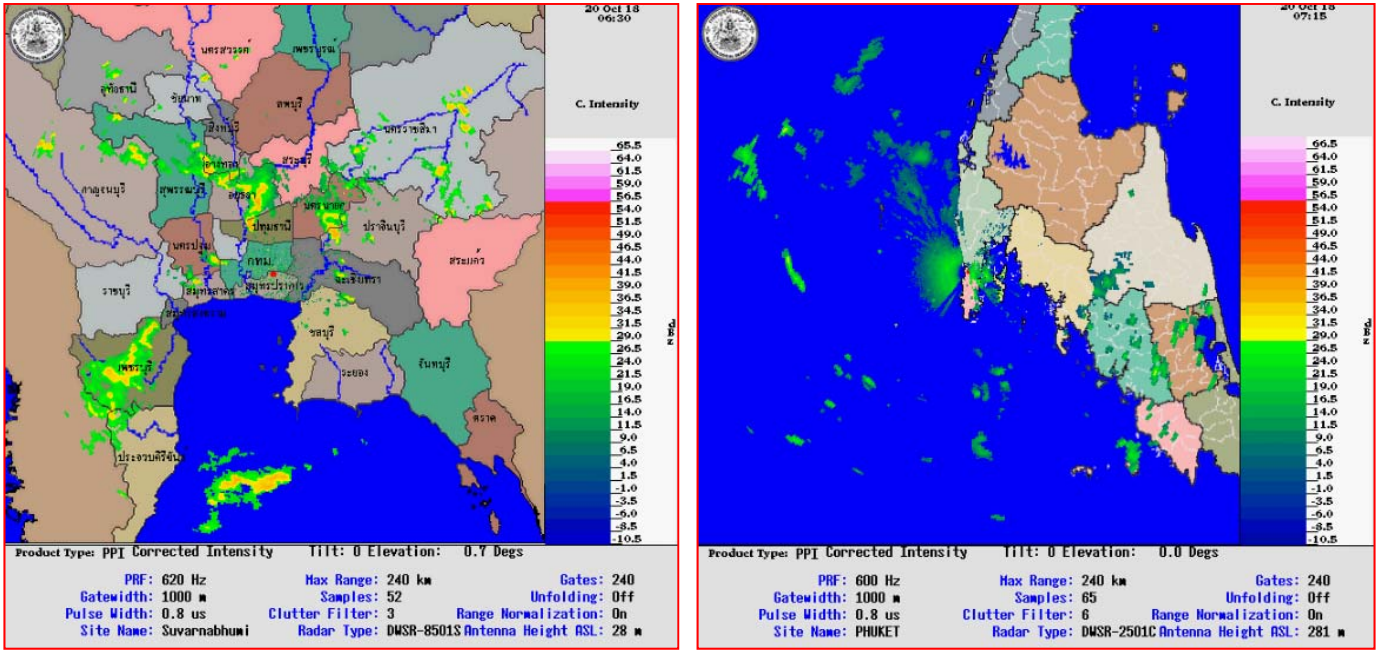 20 Oct 18
06:30
C. Intensity
65.5
64.0
61.5
59.0
56.5
54.0
51.5
49.0
46.5
44.0
41.5
39.0
36.5
34.0
31.5
29.0
26.5
24.0
21.5
19.0
16.5
14.0
11.5
9.0
6.5
4.0
1.5
-1.0
-3.5
-6.0
-8.5
-10.5
นครสวรรค์
เพชรบูรณ์
อุทัยธานี
ชัยนาท
ลพบุรี
สิงห์บุรี
นครราชสีมา
อ่างทอง
สระบุรี
กาญจนบุรี
สุพรรณบุรี
อยุธยา
นครนายก
ปราจีนบุรี
ปทุมธานี
นครปฐม
กทม.
สระแก้ว
ฉะเชิงเทรา
ราชบุรี
สมุทรสาคร
สมุทรปราการ
ชลบุรี
เพชรบุรี
ระยอง
จันทบุรี
ตราด
ประจวบคีรีขันธ์
Product Type: PPI Corrected Intensity Tilt: 0 Elevation: 0.7 Degs
PRF: 620 Hz Max Range: 240 km Gates: 240
Gatewidth: 1000 m Samples: 52 Unfolding: Off
Pulse Width: 0.8 us Clutter Filter: 3 Range Normalization: On
Site Name: Suvarnabhumi Radar Type: DWSR-8501S Antenna Height ASL: 28 m
20 Oct 18
07:15
C. Intensity
66.5
64.0
61.5
59.0
56.5
54.0
51.5
49.0
46.5
44.0
41.5
39.0
36.5
34.0
31.5
29.0
26.5
24.0
21.5
19.0
16.5
14.0
11.5
9.0
6.5
4.0
1.5
-1.0
-3.5
-6.0
-8.5
-10.5
Product Type: PPI Corrected Intensity Tilt: 0 Elevation: 0.0 Degs
PRF: 600 Hz Max Range: 240 km Gates: 240
Gatewidth: 1000 m Samples: 65 Unfolding: Off
Pulse Width: 0.8 us Clutter Filter: 6 Range Normalization: On
Site Name: PHUKET Radar Type: DWSR-2501C Antenna Height ASL: 281 m